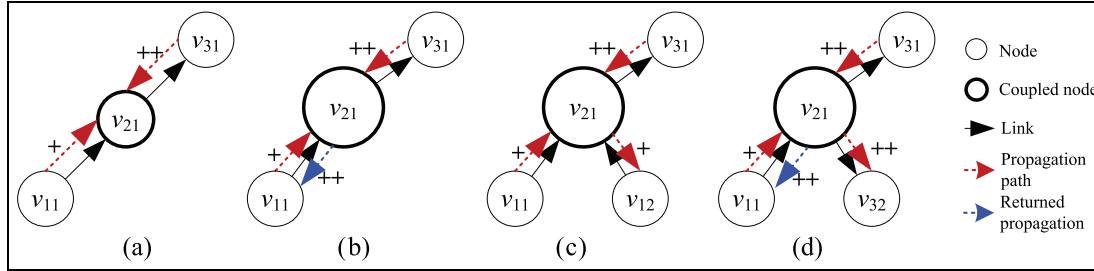 ++ v31
v21
+
v11
(a)
++ v31
v21
+
++
v11
(b)
++ v31
v21
+ +
v11 v12
(c)
++ v31
v21
+ ++
++
v11 v32
(d)
Node
Coupled node
Link
Propagation
path
Returned
propagation